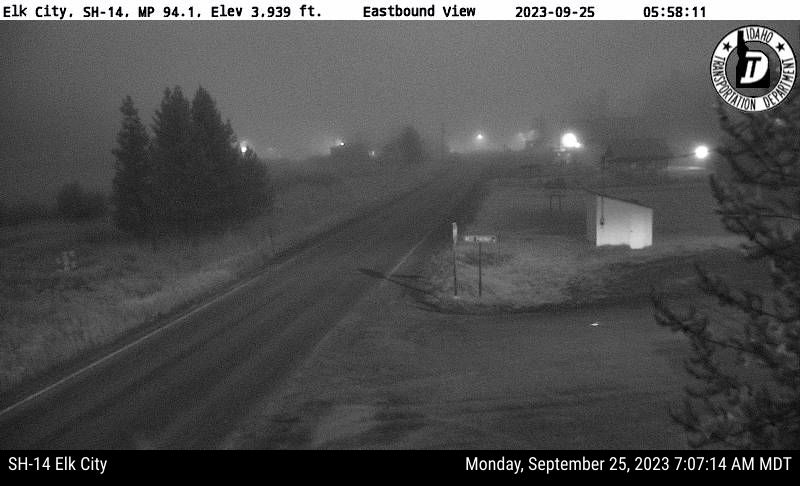 Elk City, SH-14, MP 94.1, Elev 3,939 ft. Eastbound View 2023-09-25 05:58:11
IDAHO
TRANSPORTATION DEPARTMENT
SH-14 Elk City
Monday, September 25, 2023 7:07:14 AM MDT